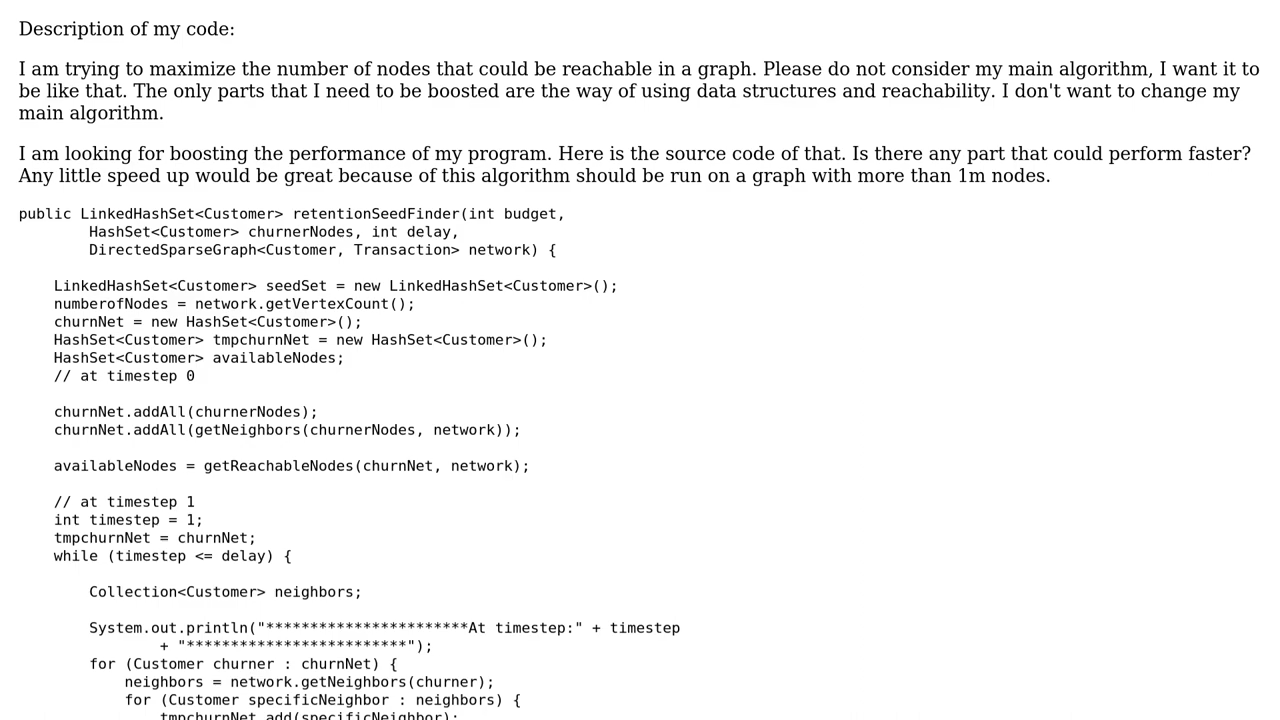 Description of my code:
I am trying to maximize the number of nodes that could be reachable in a graph. Please do not consider my main algorithm, I want it to
be like that. The only parts that I need to be boosted are the way of using data structures and reachability. I don't want to change my
main algorithm.
I am looking for boosting the performance of my program. Here is the source code of that. Is there any part that could perform faster?
Any little speed up would be great because of this algorithm should be run on a graph with more than 1m nodes.
public LinkedHashSet<Customer> retentionSeedFinder(int budget,
        HashSet<Customer> churnerNodes, int delay,
        DirectedSparseGraph<Customer, Transaction> network) {
    LinkedHashSet<Customer> seedSet = new LinkedHashSet<Customer>();
    numberofNodes = network.getVertexCount();
    churnNet = new HashSet<Customer>();
    HashSet<Customer> tmpchurnNet = new HashSet<Customer>();
    HashSet<Customer> availableNodes;
    // at timestep 0
    churnNet.addAll(churnerNodes);
    churnNet.addAll(getNeighbors(churnerNodes, network));
    availableNodes = getReachableNodes(churnNet, network);
    // at timestep 1
    int timestep = 1;
    tmpchurnNet = churnNet;
    while (timestep <= delay) {
        Collection<Customer> neighbors;
        System.out.println("***********************At timestep:" + timestep
                + "*************************");
        for (Customer churner : churnNet) {
            neighbors = network.getNeighbors(churner);
            for (Customer specificNeighbor : neighbors) {
                tmpchurnNet.add(specificNeighbor);